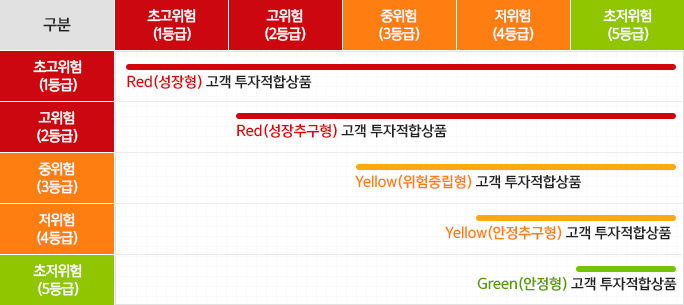 구분
초고위험
(1등급)
고위험
(2등급)
중위험
(3등급)
저위험
(4등급)
초저위험
(5등급)
초고위험
(1등급)
Red(성장형) 고객 투자적합상품
고위험
(2등급)
Red(성장추구형) 고객 투자적합상품
중위험
(3등급)
Yellow(위험중립형) 고객 투자적합상품
저위험
(4등급)
Yellow(안정추구형) 고객 투자적합상품
초저위험
(5등급)
Green(안정형) 고객 투자적합상품